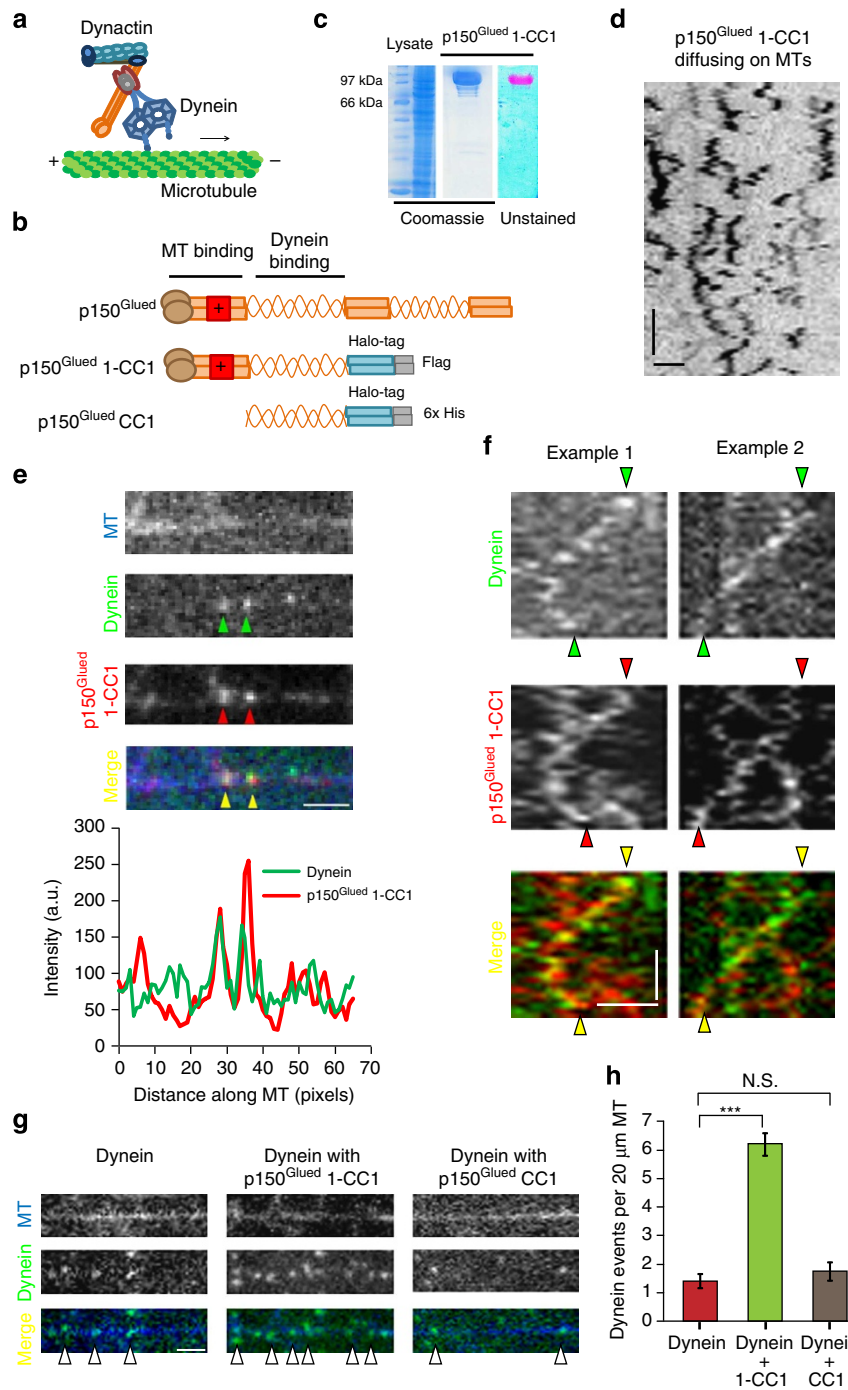 a
Dynactin
Dynein
+
−
Microtubule
b
MT binding
Dynein
binding
p150Glued
+
Halo-tag
p150Glued 1-CC1
+
Flag
Halo-tag
p150Glued CC1
6x His
c
p150Glued 1-CC1
Lysate
97 kDa
66 kDa
Coomassie
Unstained
d
p150Glued 1-CC1
diffusing on MTs
e
MT
Dynein
p150Glued
1-CC1
Merge
300
250
200
150
100
50
0
Intensity (a.u.)
Dynein
p150Glued 1-CC1
0 10 20 30 40 50 60 70
Distance along MT (pixels)
f
Example 1
Example 2
Dynein
p150Glued 1-CC1
Merge
g
Dynein
Dynein with
p150Glued 1-CC1
Dynein with
p150Glued CC1
MT
Dynein
Merge
h
N.S.
***
7
6
5
4
3
2
1
0
Dynein events per 20 μm MT
Dynein
Dynein
+
1-CC1
Dynei
+
CC1